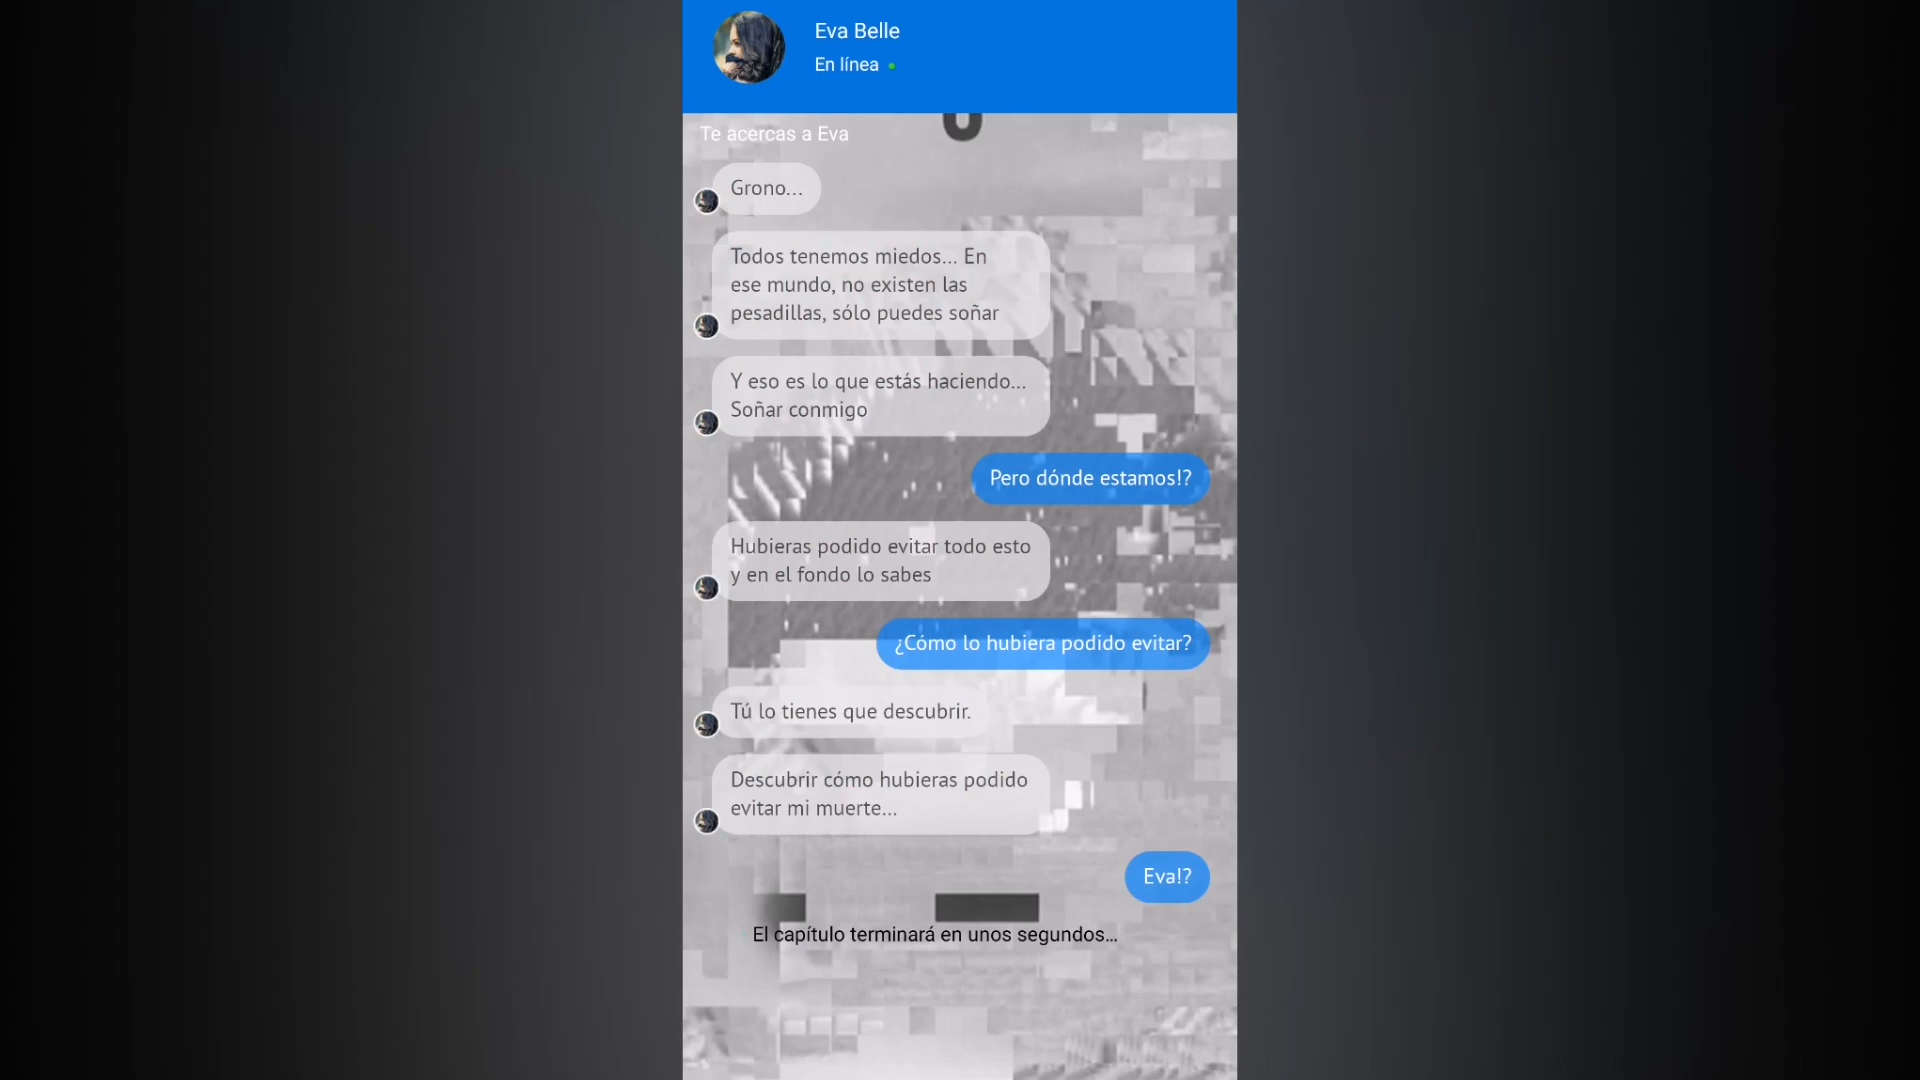 Eva Belle
En línea
Te acercas a Eva
Grono...
Todos tenemos miedos... En
ese mundo, no existen las
pesadillas, sólo puedes soñar
Y eso es lo que estás haciendo...
Soñar conmigo
Pero dónde estamos!?
Hubieras podido evitar todo esto
y en el fondo lo sabes
¿Cómo lo hubiera podido evitar?
Tú lo tienes que descubrir.
Descubrir cómo hubieras podido
evitar mi muerte...
Eva!?
El capítulo terminará en unos segundos...